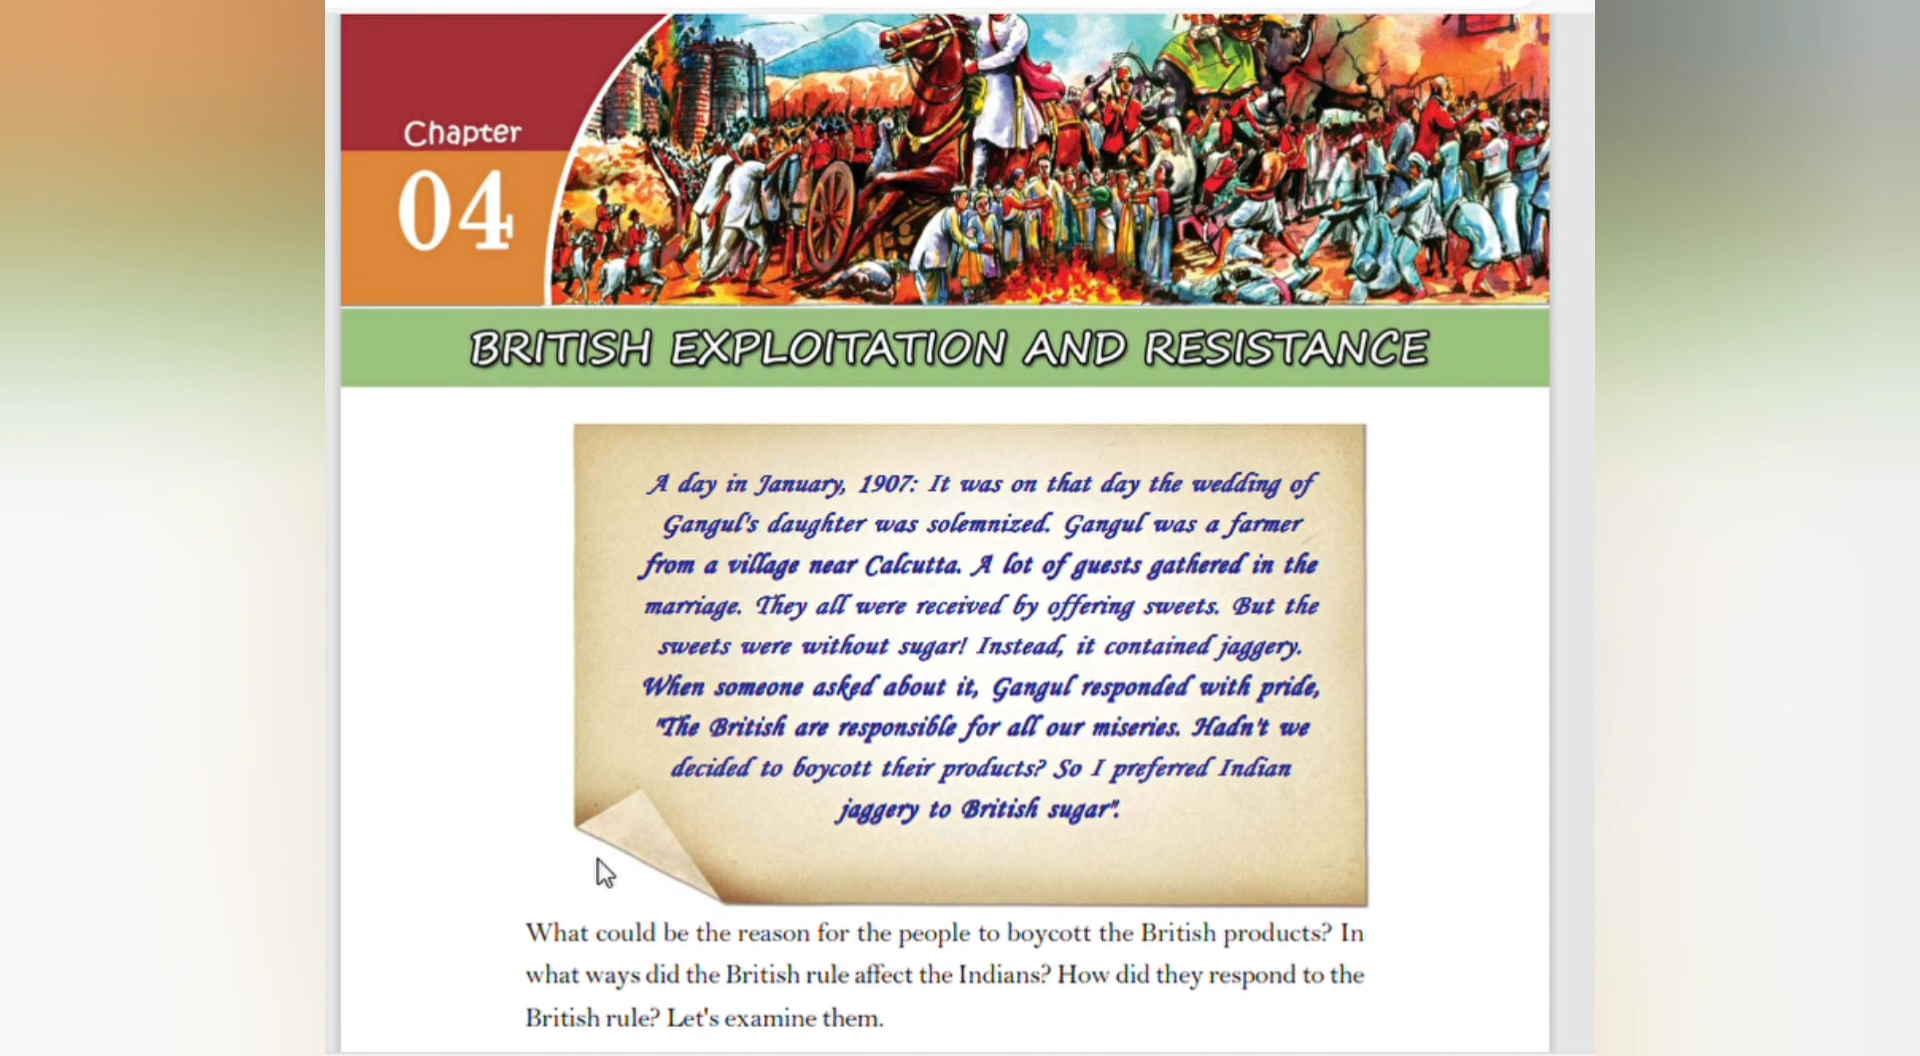 Chapter
04
BRITISH EXPLOITATION AND RESISTANCE
A day in January, 1907: It was on that day the wedding of
Gangul's daughter was solemnized. Gangul was a farmer
from a village near Calcutta. A lot of guests gathered in the
marriage. They all were received by offering sweets. But the
sweets were without sugar! Instead, it contained jaggery.
When someone asked about it, Gangul responded with pride,
"The British are responsible for all our miseries. Hadn't we
decided to boycott their products? So I preferred Indian
jaggery to British sugar".
What could be the reason for the people to boycott the British products? In
what ways did the British rule affect the Indians? How did they respond to the
British rule? Let's examine them.